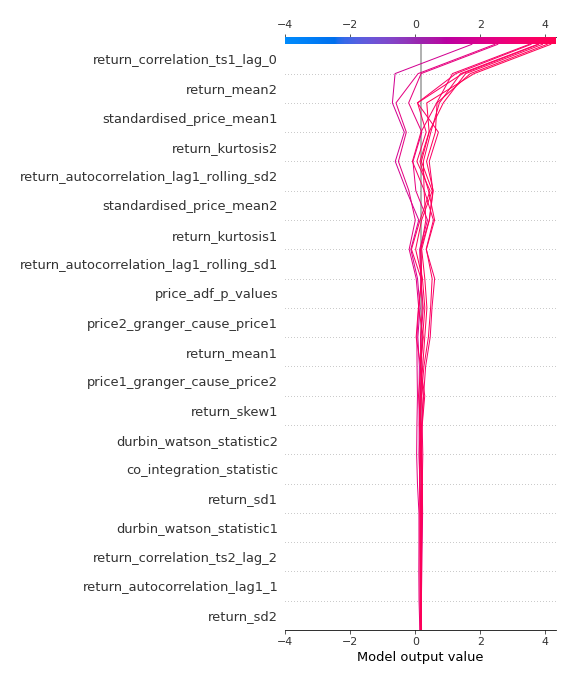 −4 −2 0 2 4
return_correlation_ts1_lag_0
return_mean2
standardised_price_mean1
return_kurtosis2
return_autocorrelation_lag1_rolling_sd2
standardised_price_mean2
return_kurtosis1
return_autocorrelation_lag1_rolling_sd1
price_adf_p_values
price2_granger_cause_price1
return_mean1
price1_granger_cause_price2
return_skew1
durbin_watson_statistic2
co_integration_statistic
return_sd1
durbin_watson_statistic1
return_correlation_ts2_lag_2
return_autocorrelation_lag1_1
return_sd2
−4 −2 0 2 4
Model output value